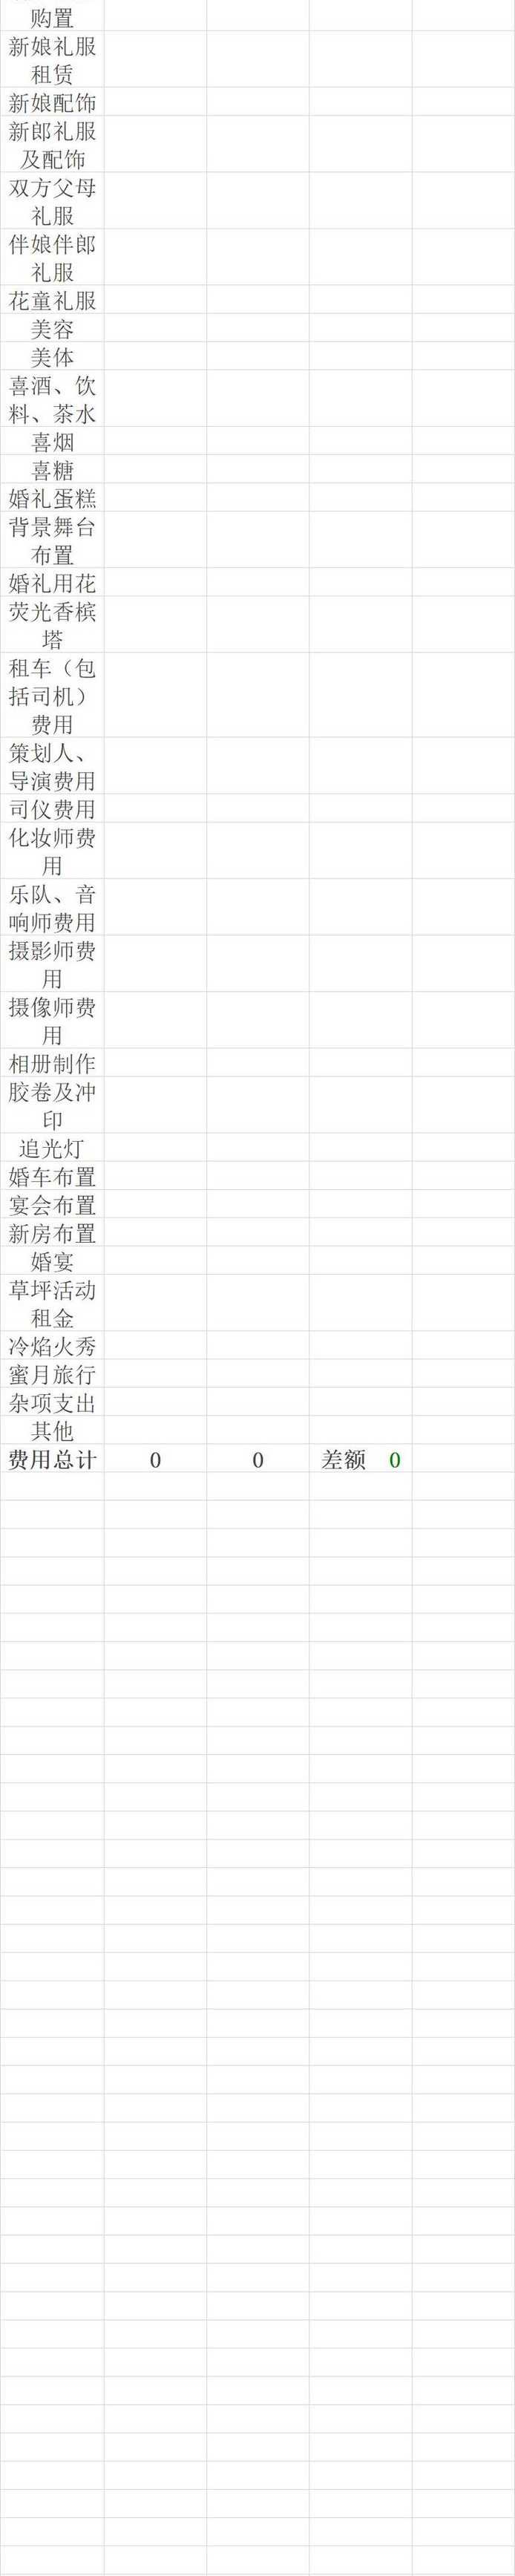 购置
新娘礼服
租赁
新娘配饰
新郎礼服
及配饰
双方父母
礼服
伴娘伴郎
礼服
花童礼服
美容
美体
喜酒、饮
料、茶水
喜烟
喜糖
婚礼蛋糕
背景舞台
布置
婚礼用花
荧光香槟
塔
租车（包
括司机）
费用
策划人、
导演费用
司仪费用
化妆师费
用
乐队、音
响师费用
摄影师费
用
摄像师费
用
相册制作
胶卷及冲
印
追光灯
婚车布置
宴会布置
新房布置
婚宴
草坪活动
租金
冷焰火秀
蜜月旅行
杂项支出
其他
费用总计 0 0 差额 0